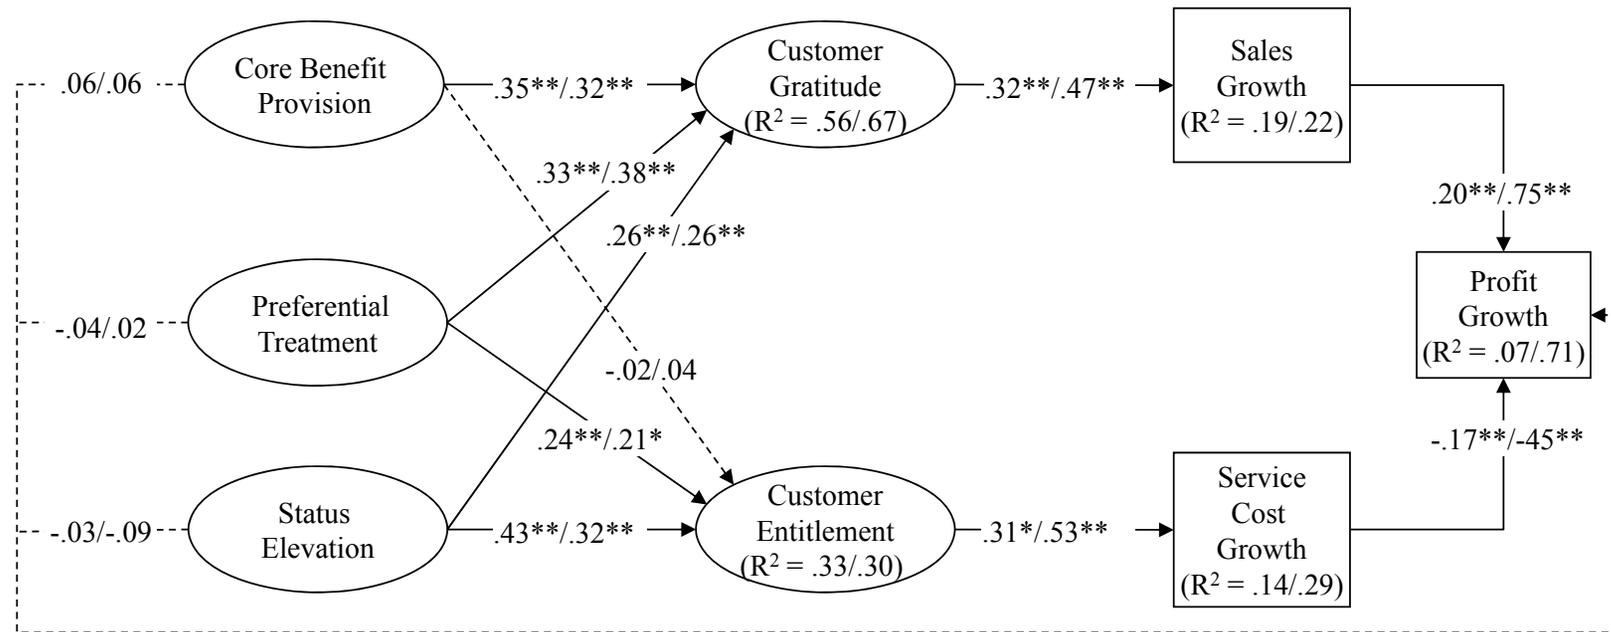 .06/.06
Core Benefit
Provision
.35**/.32**
Customer
Gratitude
(R² = .56/.67)
.32**/.47**
Sales
Growth
(R² = .19/.22)
.33**/.38**
.20**/.75**
.26**/.26**
-.04/.02
Preferential
Treatment
Profit
Growth
(R² = .07/.71)
-.02/.04
.24**/.21*
-.17**/-45**
-.03/-.09
Status
Elevation
.43**/.32**
Customer
Entitlement
(R² = .33/.30)
.31*/.53**
Service
Cost
Growth
(R² = .14/.29)